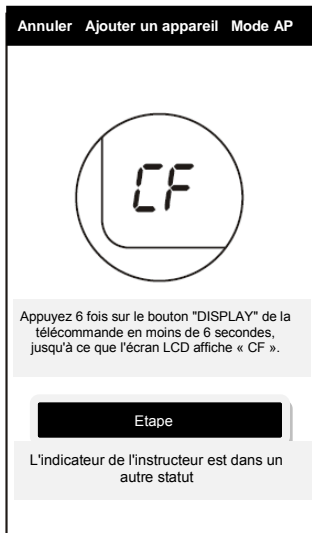 Annuler Ajouter un appareil Mode AP
CF
Appuyez 6 fois sur le bouton "DISPLAY" de la
télécommande en moins de 6 secondes,
jusqu'à ce que l'écran LCD affiche « CF ».
Etape
L'indicateur de l'instructeur est dans un
autre statut